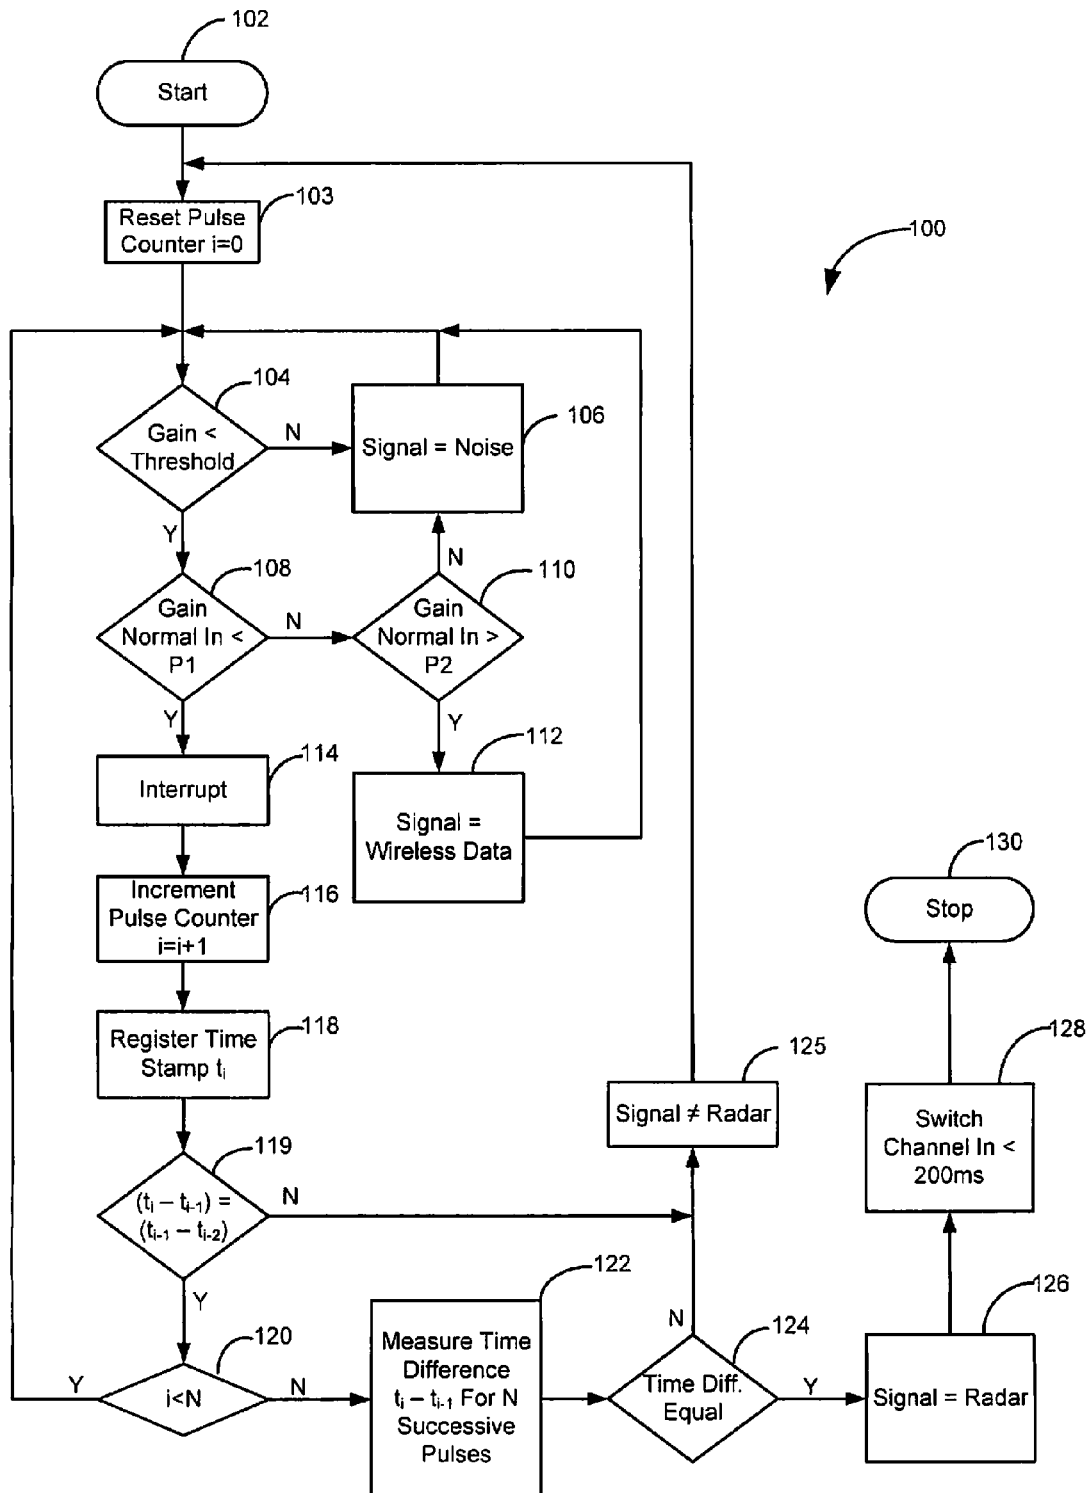 102
Start
103
Reset Pulse
Counter i=0
100
104
Gain <
Threshold
N
Signal = Noise
106
Y
N
108
Gain
Normal In <
P1
N
110
Gain
Normal In >
P2
Y
Y
114
Interrupt
112
Signal =
Wireless Data
116
Increment
Pulse Counter
i=i+1
130
Stop
118
Register Time
Stamp ti
125
Signal ≠ Radar
128
Switch
Channel In <
200ms
119
(ti – ti-1) =
(ti-1 – ti-2)
N
Y
120
i<N
Y
N
122
Measure Time
Difference
ti – ti-1 For N
Successive
Pulses
N
124
Time Diff.
Equal
Y
126
Signal = Radar